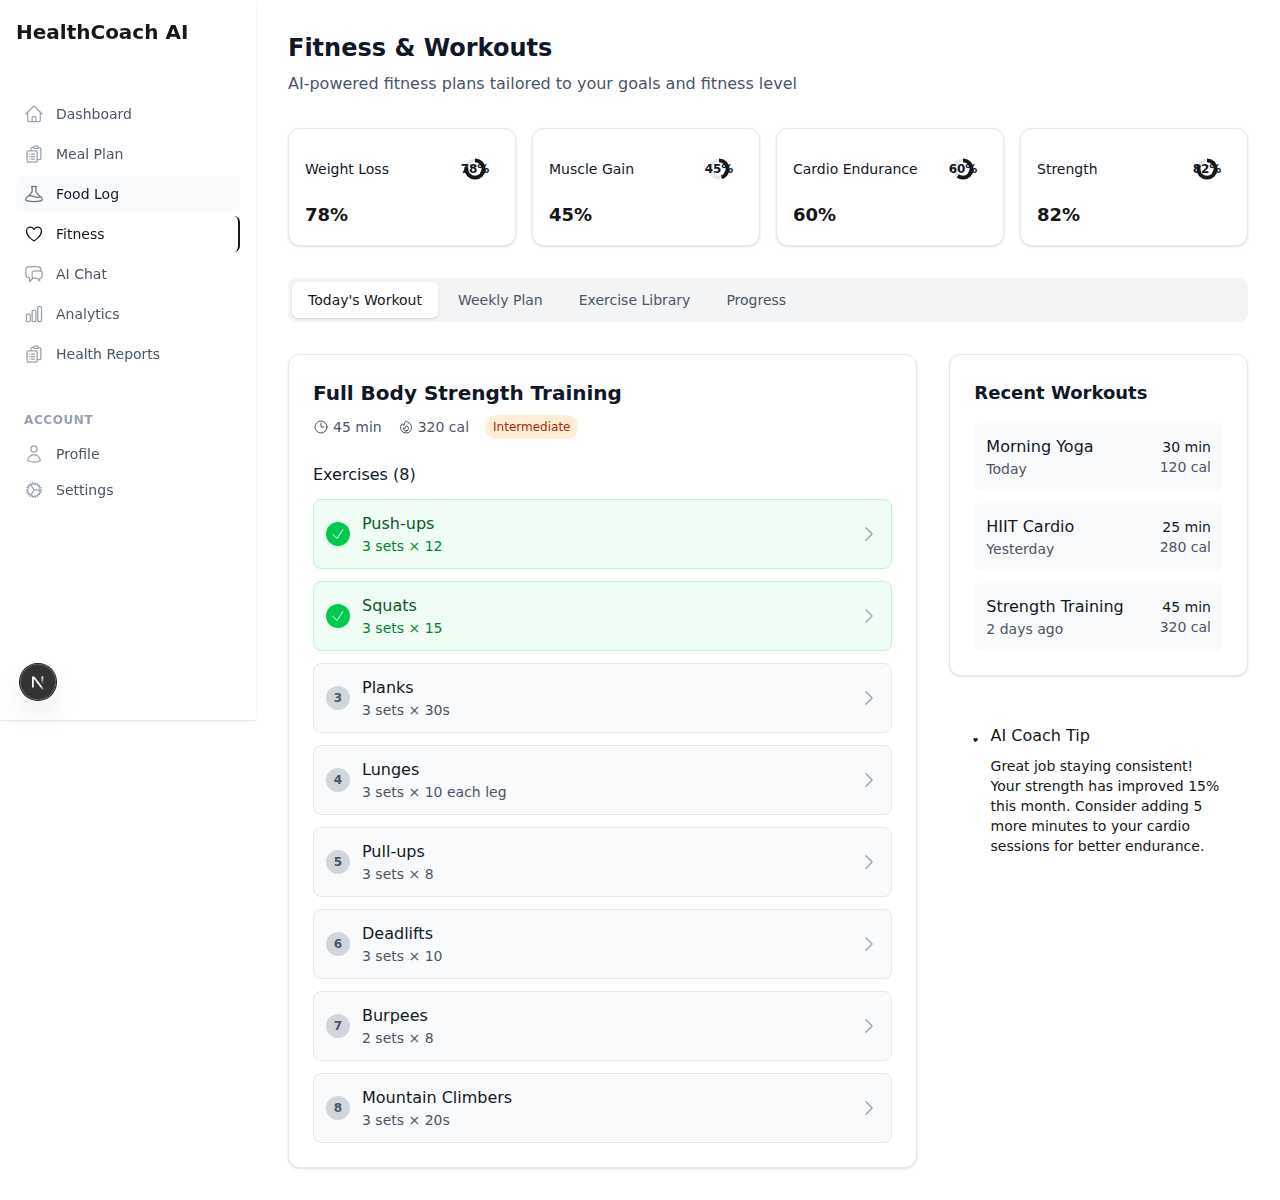 HealthCoach AI
Dashboard
Meal Plan
Food Log
Fitness
AI Chat
Analytics
Health Reports
ACCOUNT
Profile
Settings
N
Fitness & Workouts
AI-powered fitness plans tailored to your goals and fitness level
Weight Loss
78%
78%
Muscle Gain
45%
45%
Cardio Endurance
60%
60%
Strength
82%
82%
Today's Workout
Weekly Plan
Exercise Library
Progress
Full Body Strength Training
45 min
320 cal
Intermediate
Exercises (8)
Push-ups
3 sets × 12
Squats
3 sets × 15
3
Planks
3 sets × 30s
4
Lunges
3 sets × 10 each leg
5
Pull-ups
3 sets × 8
6
Deadlifts
3 sets × 10
7
Burpees
2 sets × 8
8
Mountain Climbers
3 sets × 20s
Recent Workouts
Morning Yoga
Today
30 min
120 cal
HIIT Cardio
Yesterday
25 min
280 cal
Strength Training
2 days ago
45 min
320 cal
AI Coach Tip
Great job staying consistent!
Your strength has improved 15%
this month. Consider adding 5
more minutes to your cardio
sessions for better endurance.